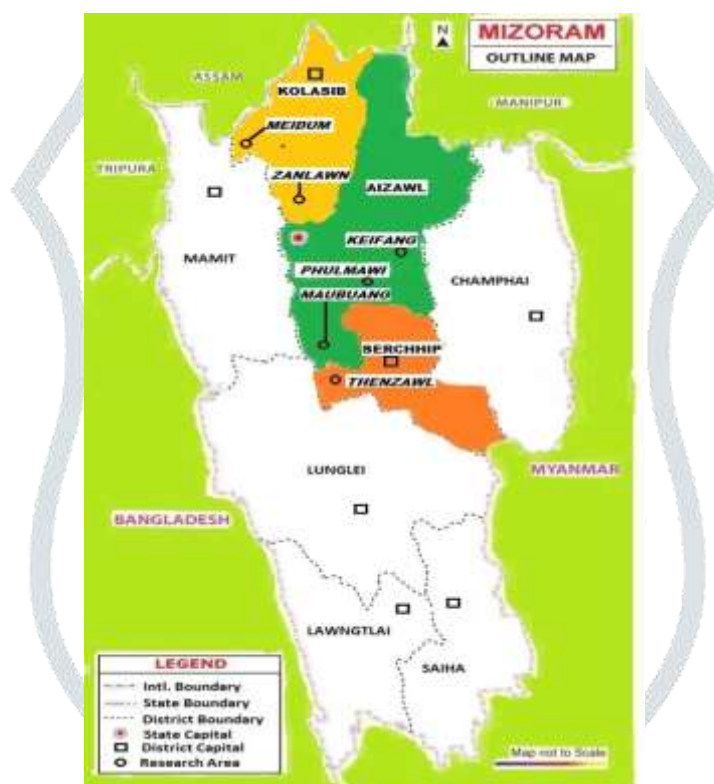 MIZORAM
OUTLINE MAP
N
ASSAM
KOLASIB
MANIPUR
MEIDUM
TRIPURA
ZANLAWN
AIZAWL
KEIFANG
MAMIT
PHULMAWI
CHAMPHAI
MAUBUANG
SERCHHIP
THENZAWL
LUNGLEI
MYANMAR
BANGLADESH
LAWNGTLAI
SAIHA
LEGEND
Intl. Boundary
State Boundary
District Boundary
State Capital
District Capital
Research Area
Map not to Scale